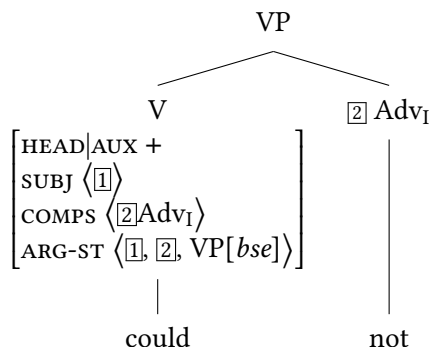 VP
V
[2] Adv_I
HEAD|AUX +
SUBJ ⟨[1]⟩
COMPS ⟨[2]Adv_I⟩
ARG-ST ⟨[1], [2], VP[bse]⟩
could
not